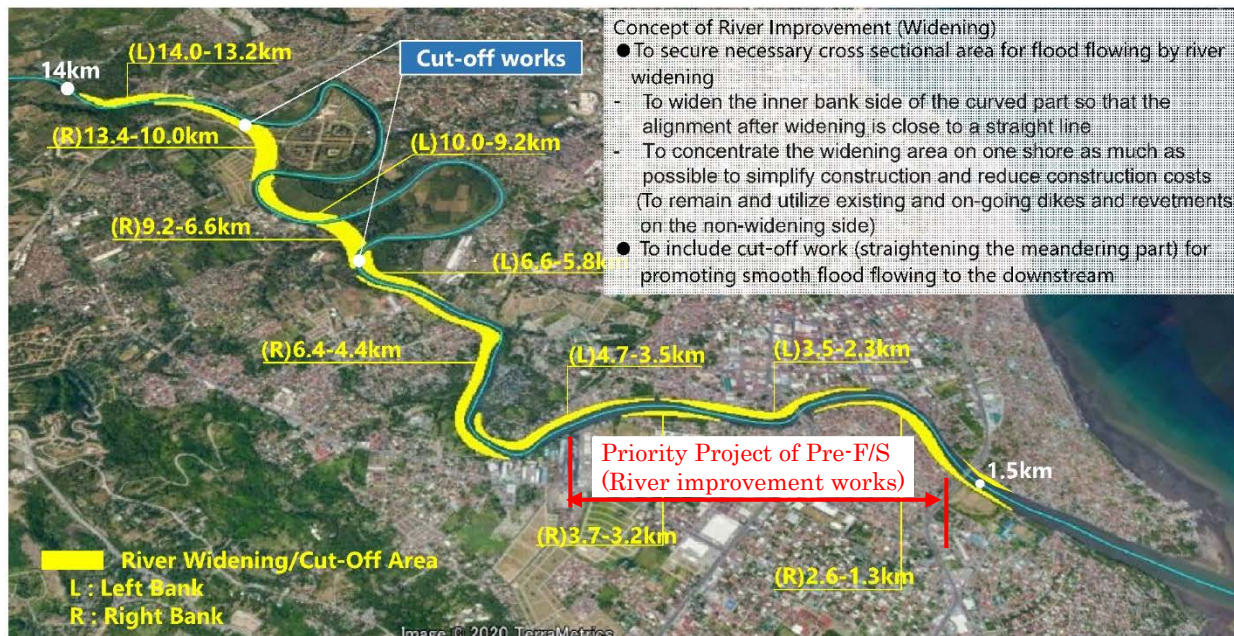 Concept of River Improvement (Widening)
● To secure necessary cross sectional area for flood flowing by river
widening
- To widen the inner bank side of the curved part so that the
alignment after widening is close to a straight line
- To concentrate the widening area on one shore as much as
possible to simplify construction and reduce construction costs
(To remain and utilize existing and on-going dikes and revetments
on the non-widening side)
● To include cut-off work (straightening the meandering part) for
promoting smooth flood flowing to the downstream
(L)14.0-13.2km
Cut-off works
14km
(R)13.4-10.0km
(L)10.0-9.2km
(R)9.2-6.6km
(L)6.6-5.8km
(R)6.4-4.4km
(L)4.7-3.5km
(L)3.5-2.3km
Priority Project of Pre-F/S
(River improvement works)
1.5km
(R)3.7-3.2km
(R)2.6-1.3km
River Widening/Cut-Off Area
L : Left Bank
R : Right Bank
Image © 2020 TerraMetrics